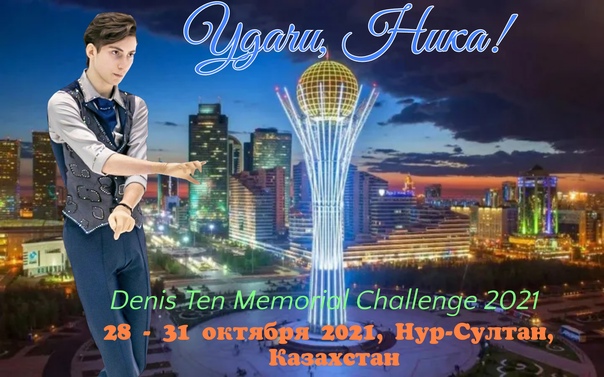 Удачи, Ника!
Denis Ten Memorial Challenge 2021
28 - 31 октября 2021, Нур-Султан,
Казахстан